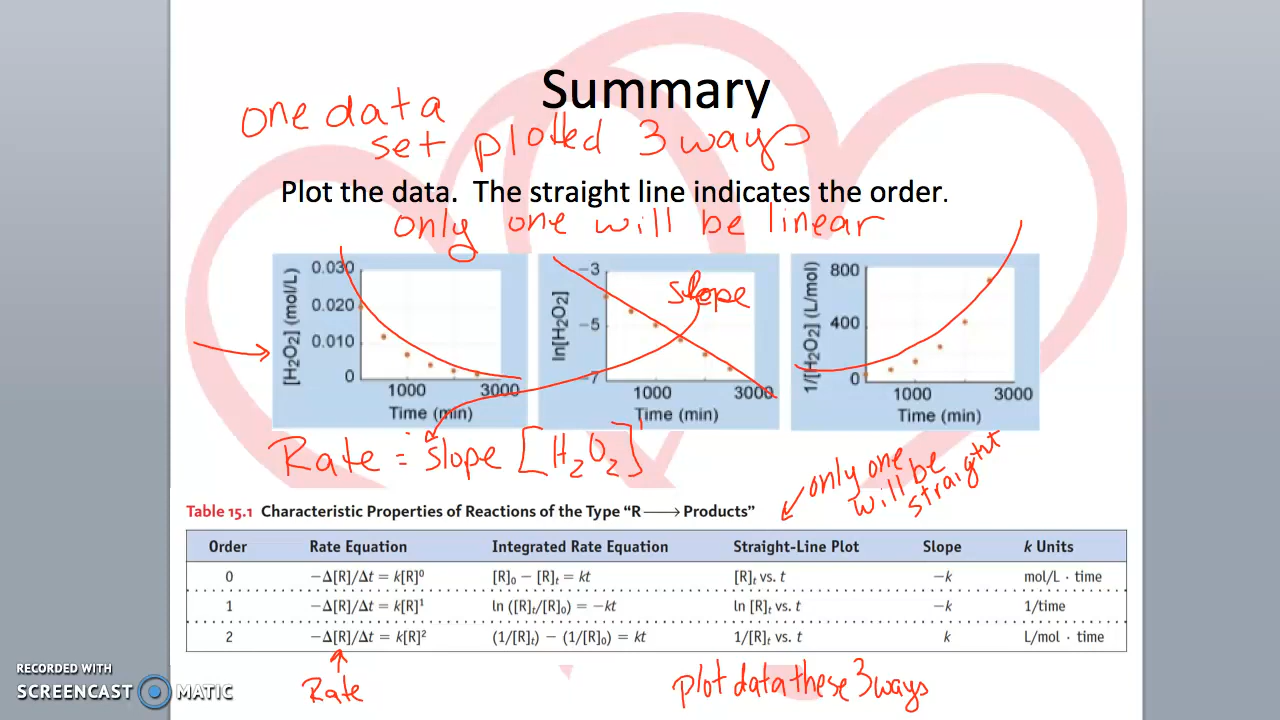 Summary
one data
set plotted 3 ways
Plot the data. The straight line indicates the order.
only one will be linear
[H₂O₂] (mol/L)
0.030
0.020
0.010
0
1000
3000
Time (min)
ln[H₂O₂]
−3
−5
−7
1000
3000
Time (min)
slope
1/[H₂O₂] (L/mol)
800
400
0
1000
3000
Time (min)
Rate = slope [H₂O₂]¹
only one
will be
straight
Table 15.1 Characteristic Properties of Reactions of the Type “R ⟶ Products”
Order Rate Equation Integrated Rate Equation Straight-Line Plot Slope k Units
0 −Δ[R]/Δt = k[R]⁰ [R]₀ − [R]ₜ = kt [R]ₜ vs. t −k mol/L · time
1 −Δ[R]/Δt = k[R]¹ ln ([R]ₜ/[R]₀) = −kt ln [R]ₜ vs. t −k 1/time
2 −Δ[R]/Δt = k[R]² (1/[R]ₜ) − (1/[R]₀) = kt 1/[R]ₜ vs. t k L/mol · time
Rate
plot data these 3 ways
RECORDED WITH
SCREENCAST MATIC